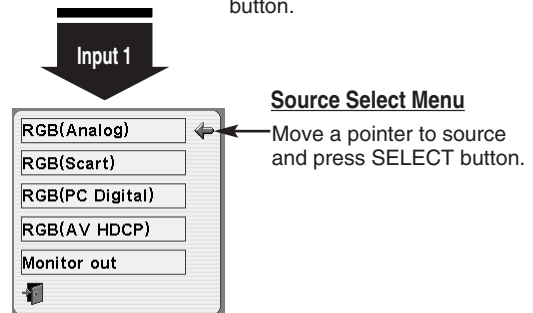 button.
Input 1
Source Select Menu
Move a pointer to source
and press SELECT button.
RGB(Analog)
RGB(Scart)
RGB(PC Digital)
RGB(AV HDCP)
Monitor out